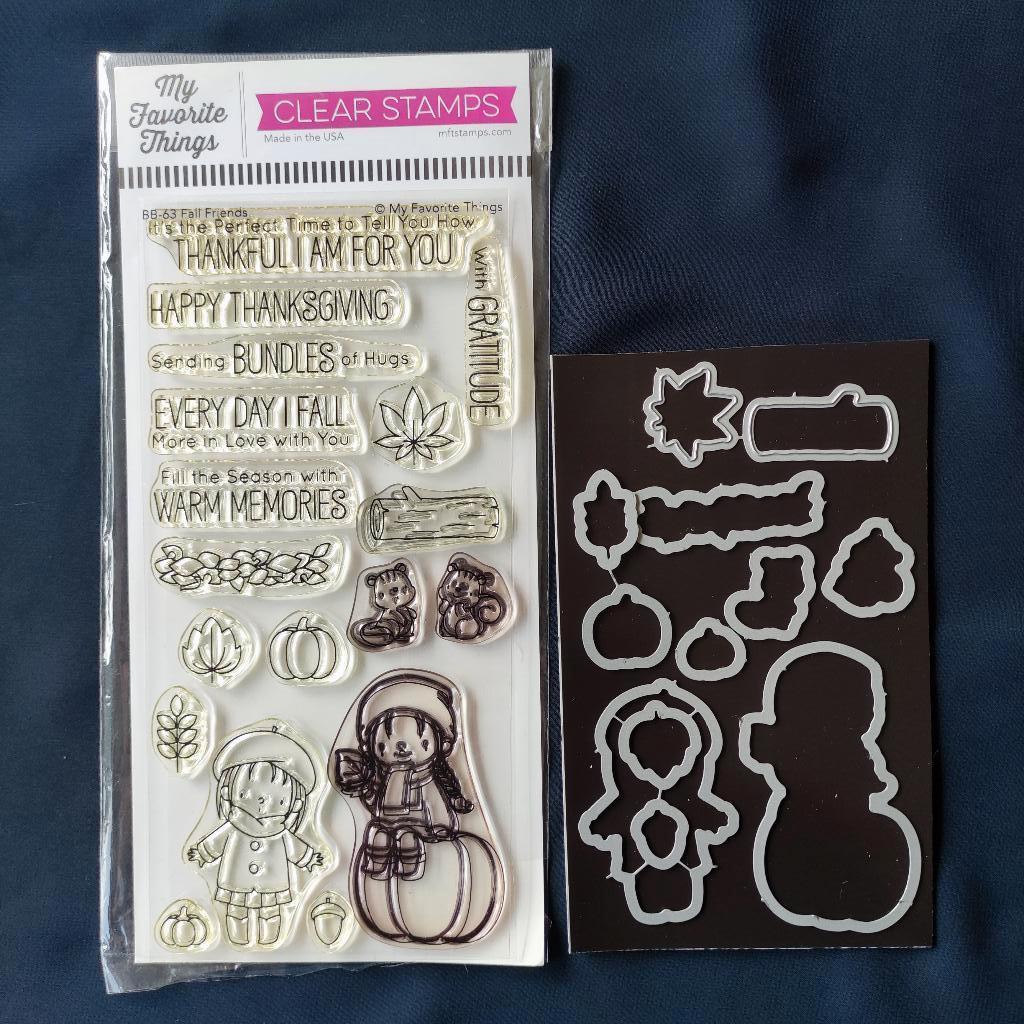 My
Favorite
Things
CLEAR STAMPS
Made in the USA
mftstamps.com
BB-63 Fall Friends
© My Favorite Things
It's the Perfect Time to Tell You How
THANKFUL I AM FOR YOU
with GRATITUDE
HAPPY THANKSGIVING
Sending BUNDLES of Hugs
EVERY DAY I FALL
More in Love with You
Fill the Season with
WARM MEMORIES